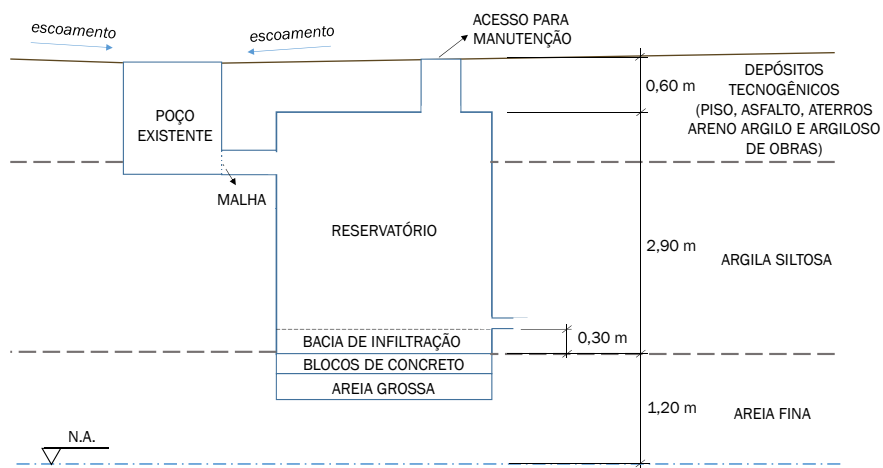 escoamento
escoamento
ACESSO PARA
MANUTENÇÃO
0,60 m
DEPÓSITOS
TECNOGÊNICOS
(PISO, ASFALTO, ATERROS
ARENO ARGILO E ARGILOSO
DE OBRAS)
POÇO
EXISTENTE
MALHA
RESERVATÓRIO
2,90 m
ARGILA SILTOSA
BACIA DE INFILTRAÇÃO
0,30 m
BLOCOS DE CONCRETO
AREIA GROSSA
1,20 m
AREIA FINA
N.A.